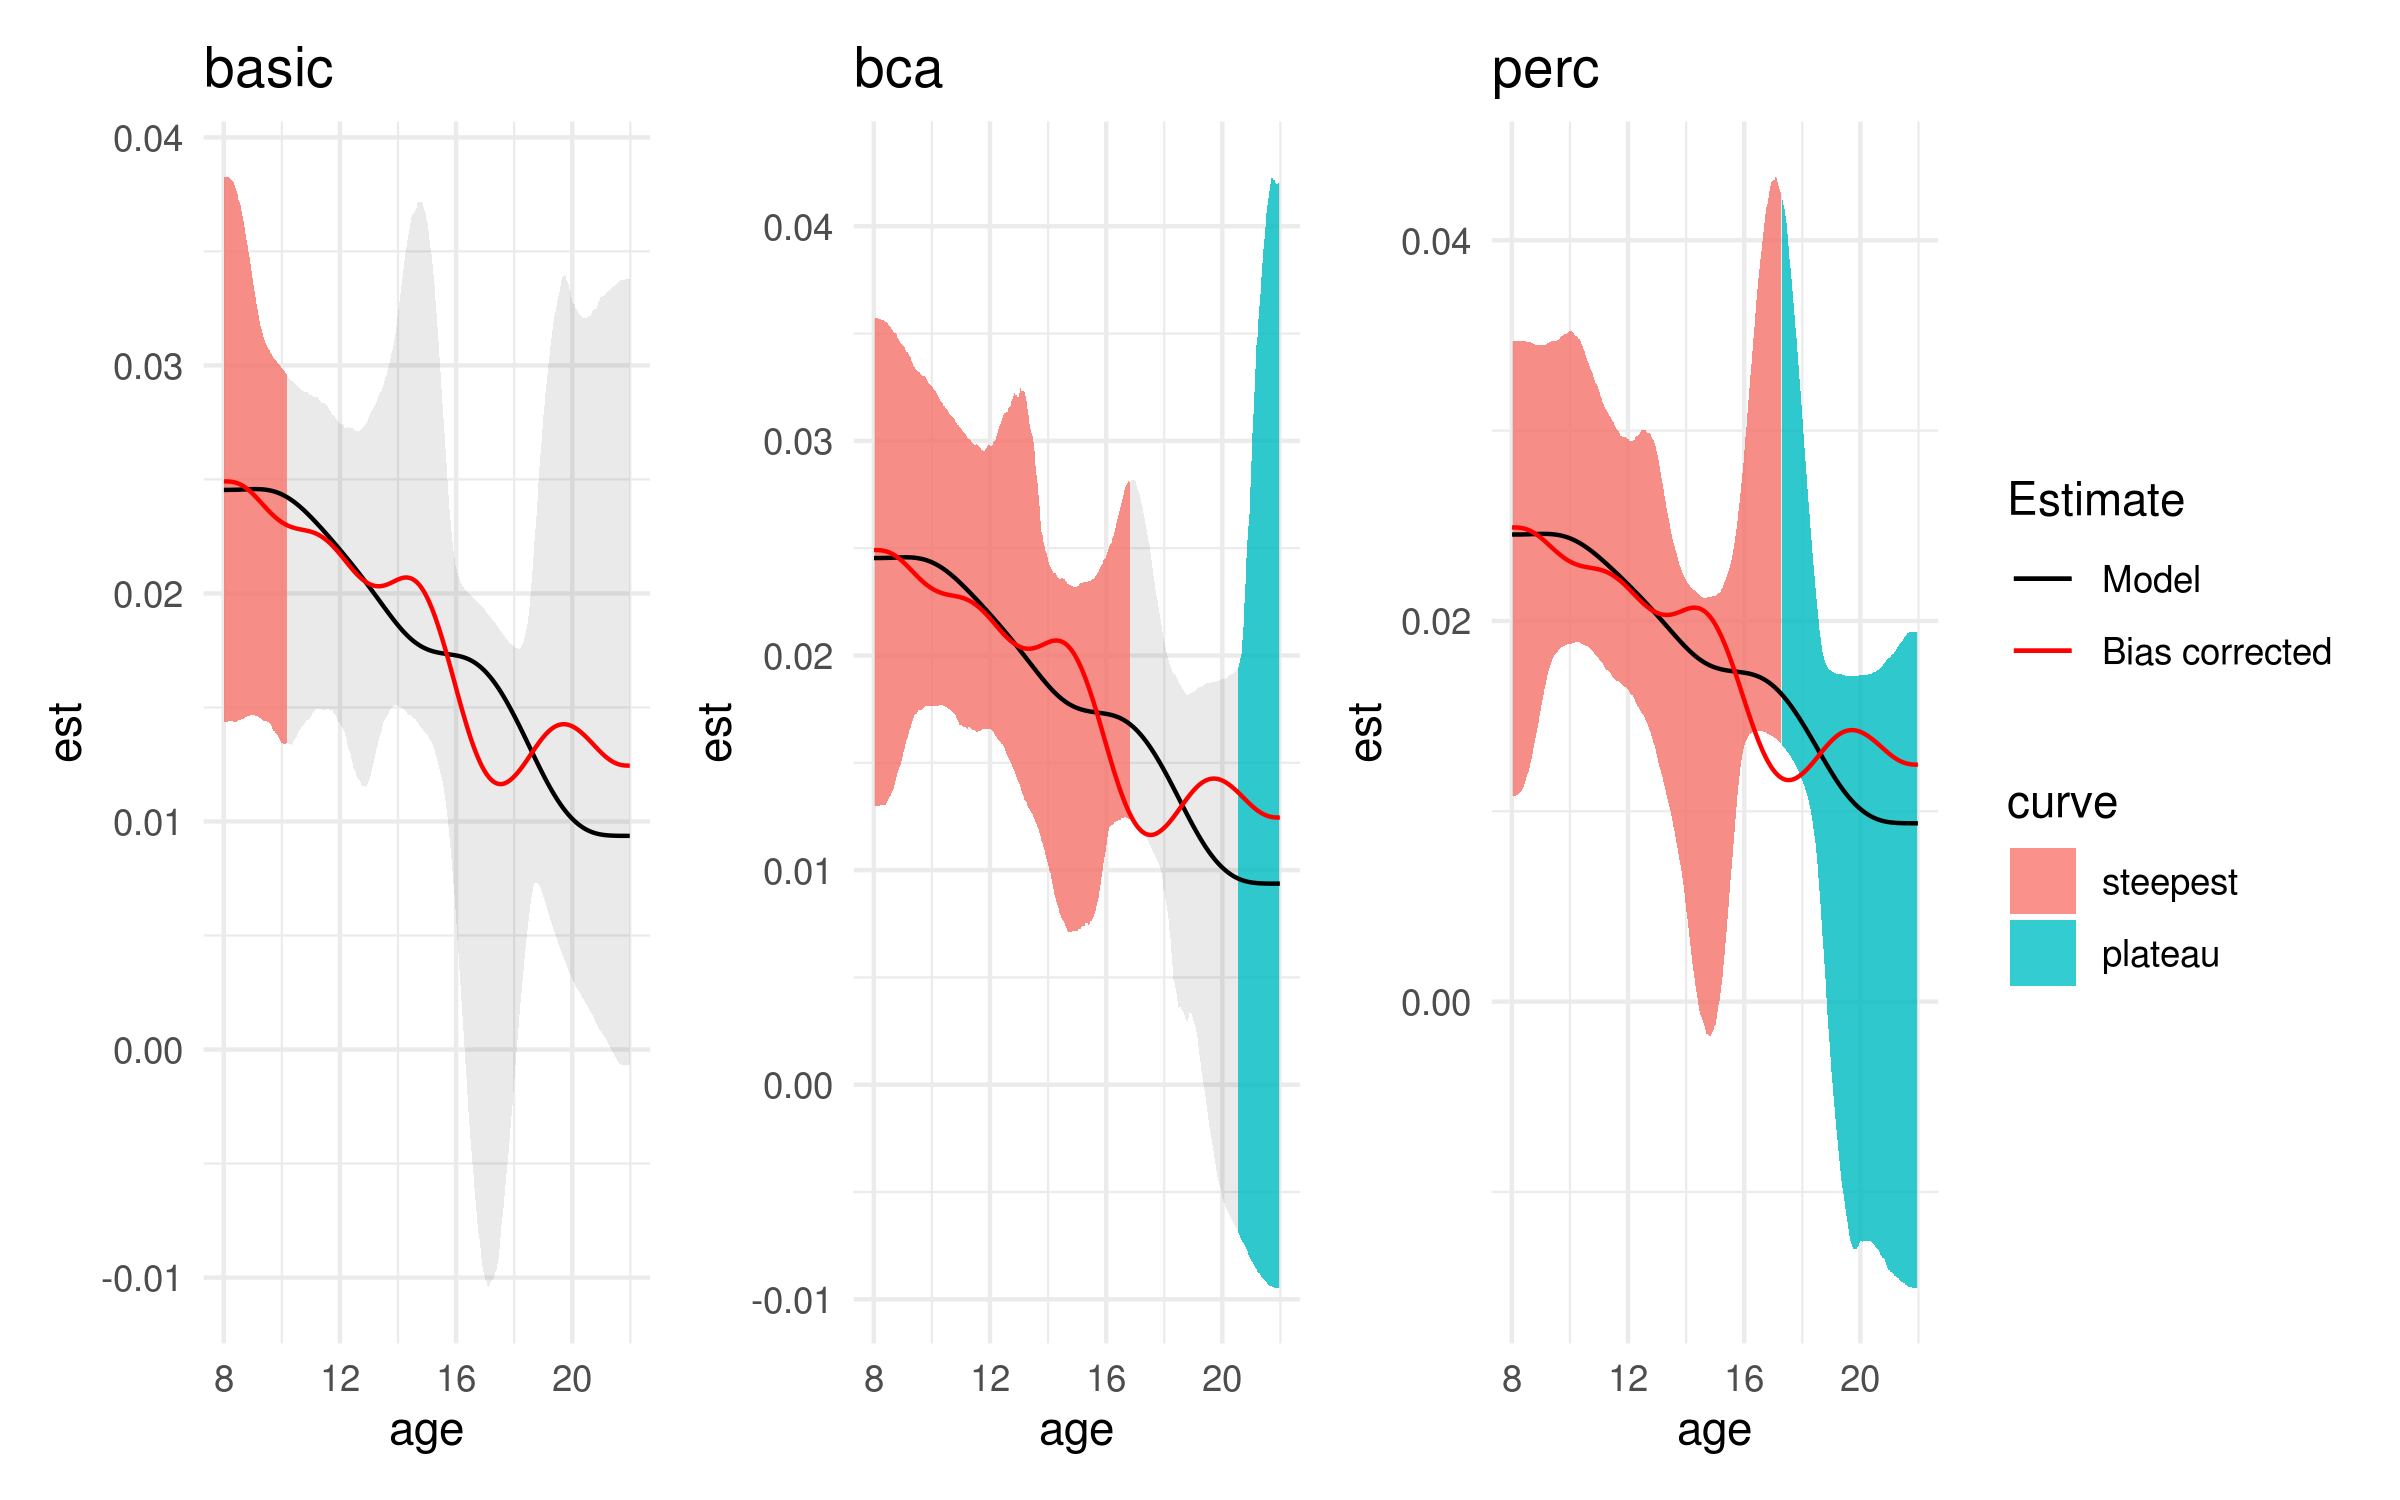 basic
bca
perc
0.04
0.03
0.02
0.01
0.00
-0.01
est
8 12 16 20
age
0.04
0.03
0.02
0.01
0.00
-0.01
est
8 12 16 20
age
0.04
0.02
0.00
est
8 12 16 20
age
Estimate
Model
Bias corrected
curve
steepest
plateau